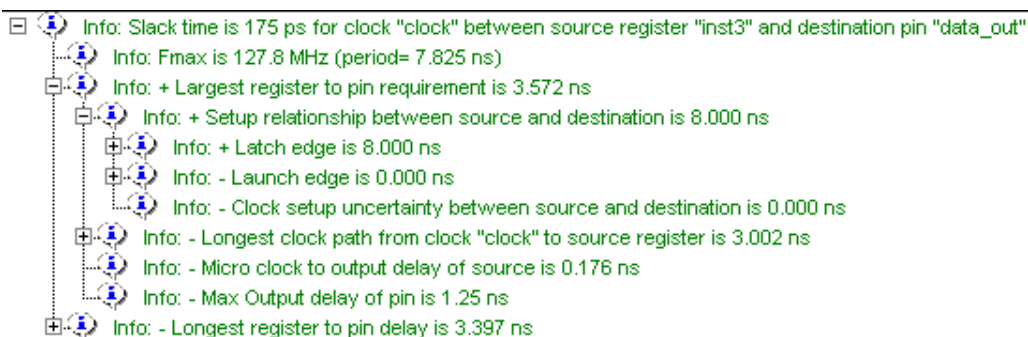 Info: Slack time is 175 ps for clock "clock" between source register "inst3" and destination pin "data_out"
Info: Fmax is 127.8 MHz (period= 7.825 ns)
Info: + Largest register to pin requirement is 3.572 ns
Info: + Setup relationship between source and destination is 8.000 ns
Info: + Latch edge is 8.000 ns
Info: - Launch edge is 0.000 ns
Info: - Clock setup uncertainty between source and destination is 0.000 ns
Info: - Longest clock path from clock "clock" to source register is 3.002 ns
Info: - Micro clock to output delay of source is 0.176 ns
Info: - Max Output delay of pin is 1.25 ns
Info: - Longest register to pin delay is 3.397 ns